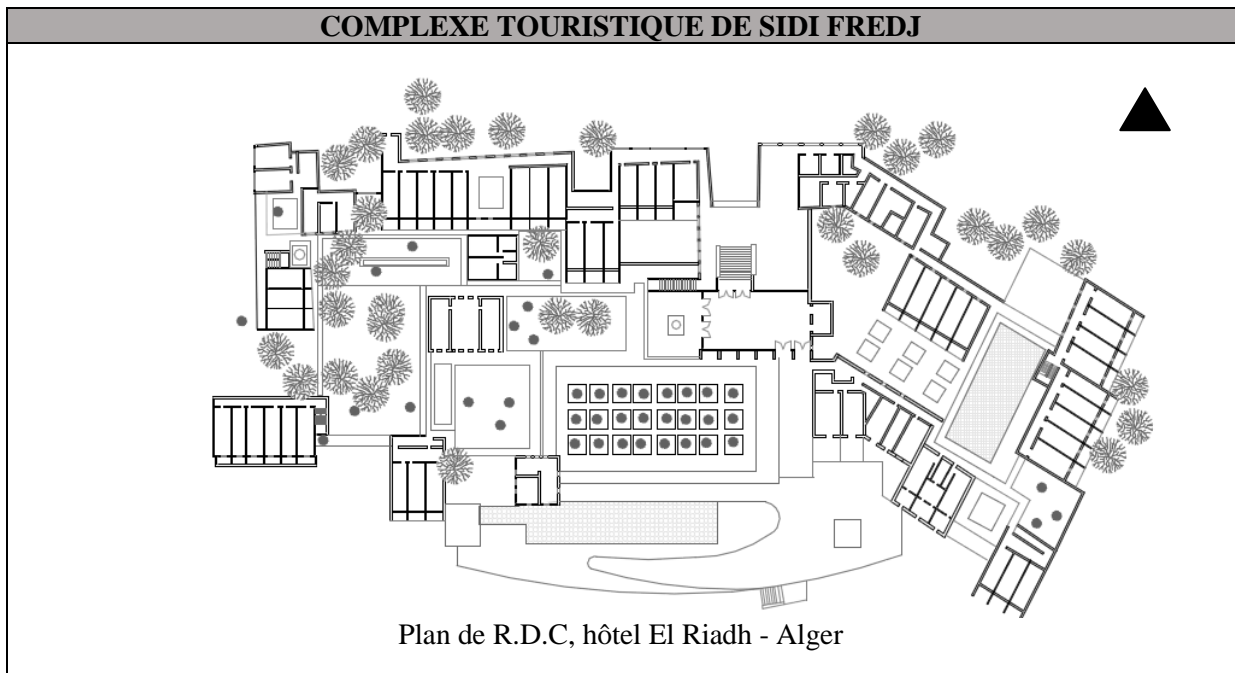 COMPLEXE TOURISTIQUE DE SIDI FREDJ
Plan de R.D.C, hôtel El Riadh - Alger